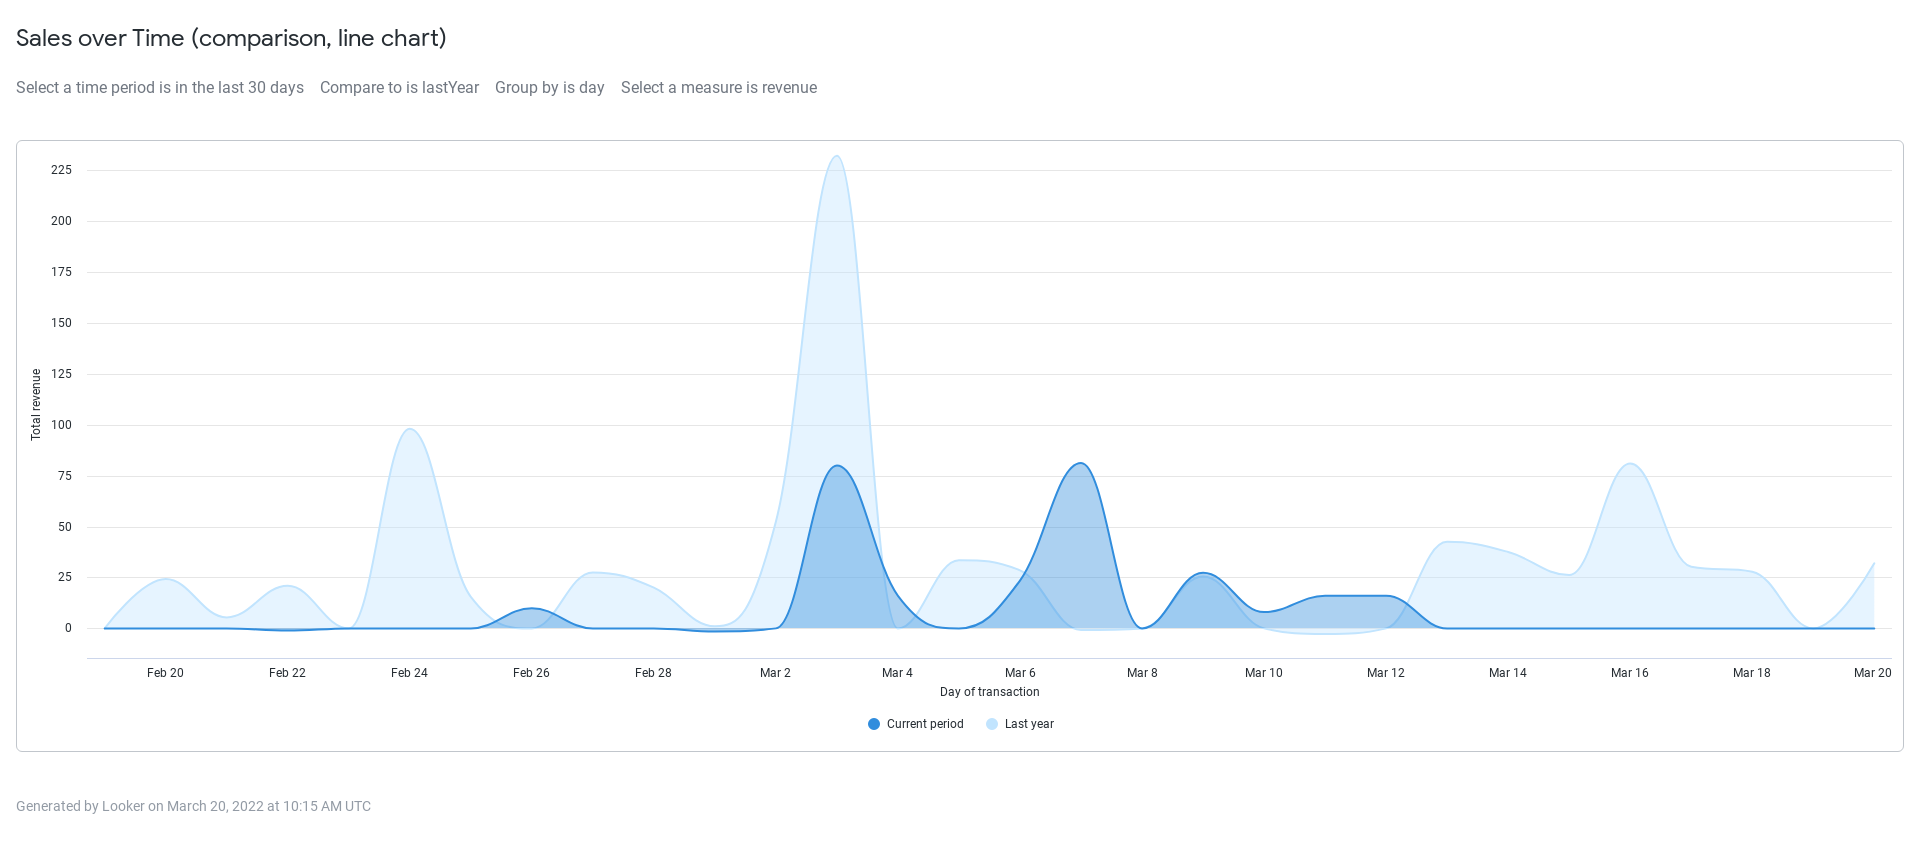 Sales over Time (comparison, line chart)
Select a time period is in the last 30 days Compare to is lastYear Group by is day Select a measure is revenue
225
200
175
150
125
100
75
50
25
0
Total revenue
Feb 20 Feb 22 Feb 24 Feb 26 Feb 28 Mar 2 Mar 4 Mar 6 Mar 8 Mar 10 Mar 12 Mar 14 Mar 16 Mar 18 Mar 20
Day of transaction
Current period Last year
Generated by Looker on March 20, 2022 at 10:15 AM UTC